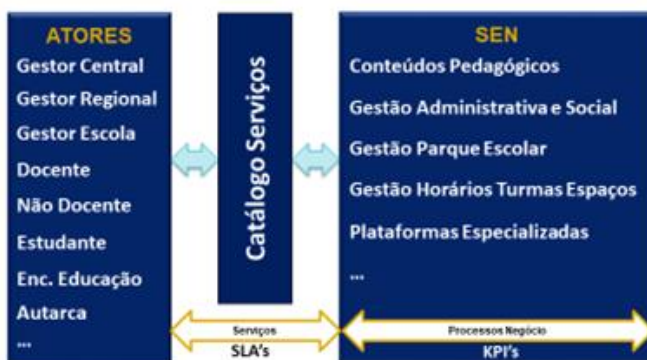 ATORES
Gestor Central
Gestor Regional
Gestor Escola
Docente
Não Docente
Estudante
Enc. Educação
Autarca
...
Catálogo Serviços
SEN
Conteúdos Pedagógicos
Gestão Administrativa e Social
Gestão Parque Escolar
Gestão Horários Turmas Espaços
Plataformas Especializadas
...
Serviços
SLA's
Processos Negócio
KPI's